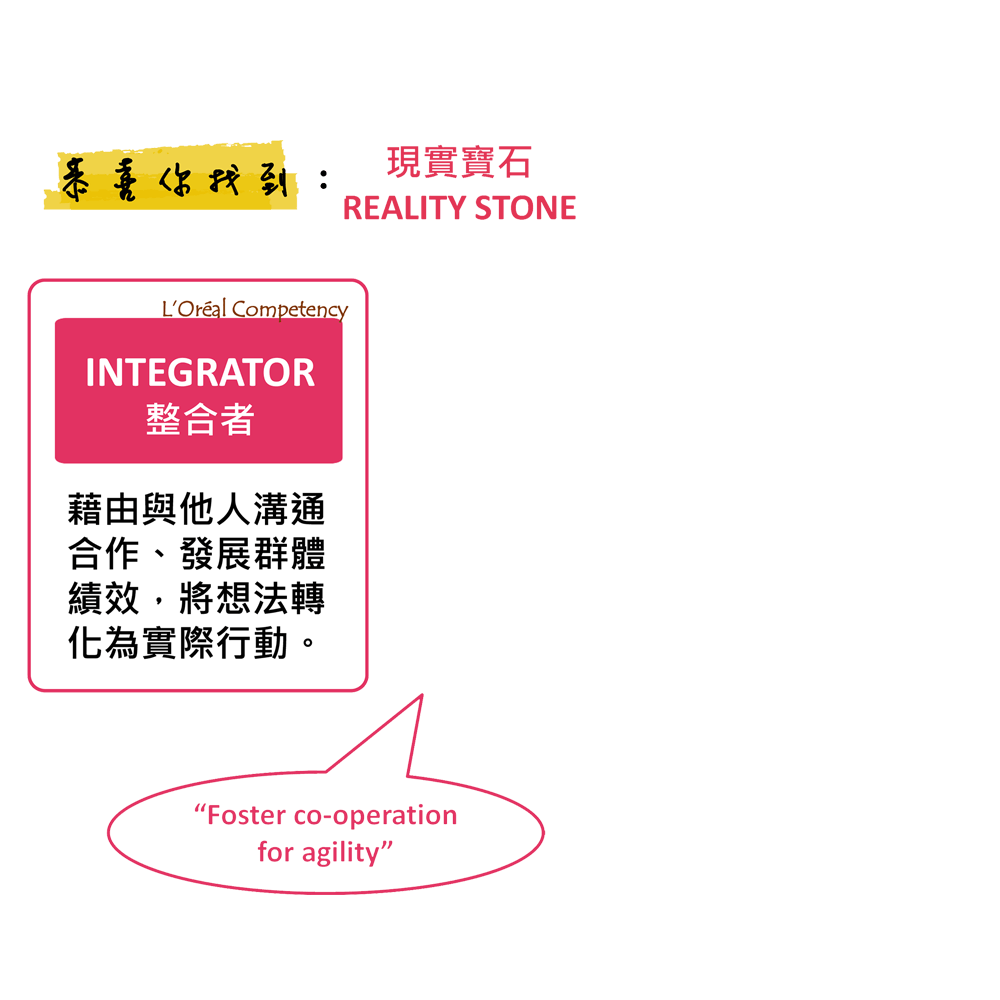 恭喜你找到：
現實寶石
REALITY STONE
L'Oréal Competency
INTEGRATOR
整合者
藉由與他人溝通
合作、發展群體
績效，將想法轉
化為實際行動。
“Foster co-operation
for agility”